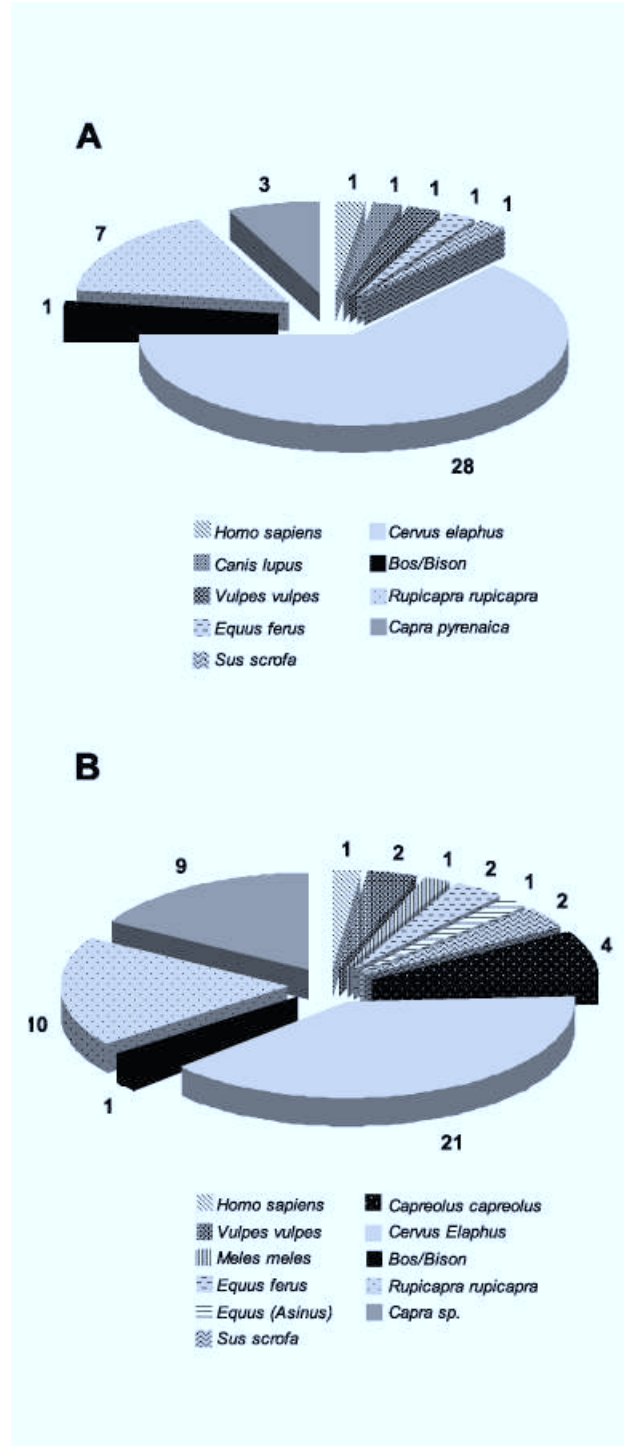 A
3 1 1 1 1 1
7
1
28
Homo sapiens Cervus elaphus
Canis lupus Bos/Bison
Vulpes vulpes Rupicapra rupicapra
Equus ferus Capra pyrenaica
Sus scrofa
B
9 1 2 1 2 1 2 4
10
1
21
Homo sapiens Capreolus capreolus
Vulpes vulpes Cervus Elaphus
Meles meles Bos/Bison
Equus ferus Rupicapra rupicapra
Equus (Asinus) Capra sp.
Sus scrofa